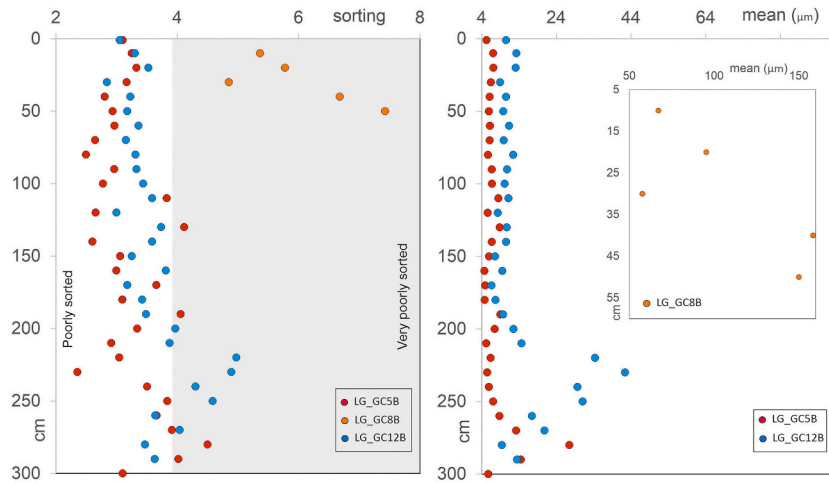 2 4 6 sorting 8
0
50
100
150
200
250
cm
300
Poorly sorted
Very poorly sorted
LG_GC5B
LG_GC8B
LG_GC12B
4 24 44 64 mean (μm)
0
50
100
150
200
250
cm
300
mean (μm)
50 100 150
5
15
25
35
45
55
cm
LG_GC8B
LG_GC5B
LG_GC12B